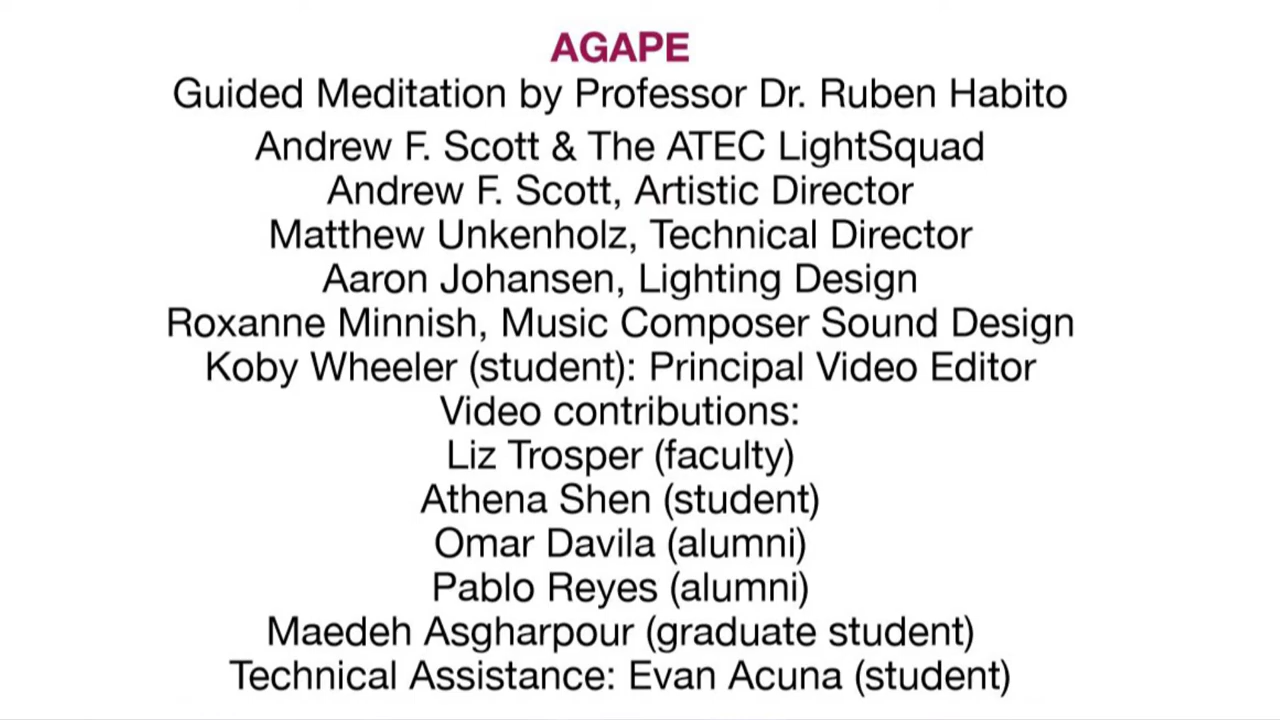 AGAPE
Guided Meditation by Professor Dr. Ruben Habito
Andrew F. Scott & The ATEC LightSquad
Andrew F. Scott, Artistic Director
Matthew Unkenholz, Technical Director
Aaron Johansen, Lighting Design
Roxanne Minnish, Music Composer Sound Design
Koby Wheeler (student): Principal Video Editor
Video contributions:
Liz Trosper (faculty)
Athena Shen (student)
Omar Davila (alumni)
Pablo Reyes (alumni)
Maedeh Asgharpour (graduate student)
Technical Assistance: Evan Acuna (student)